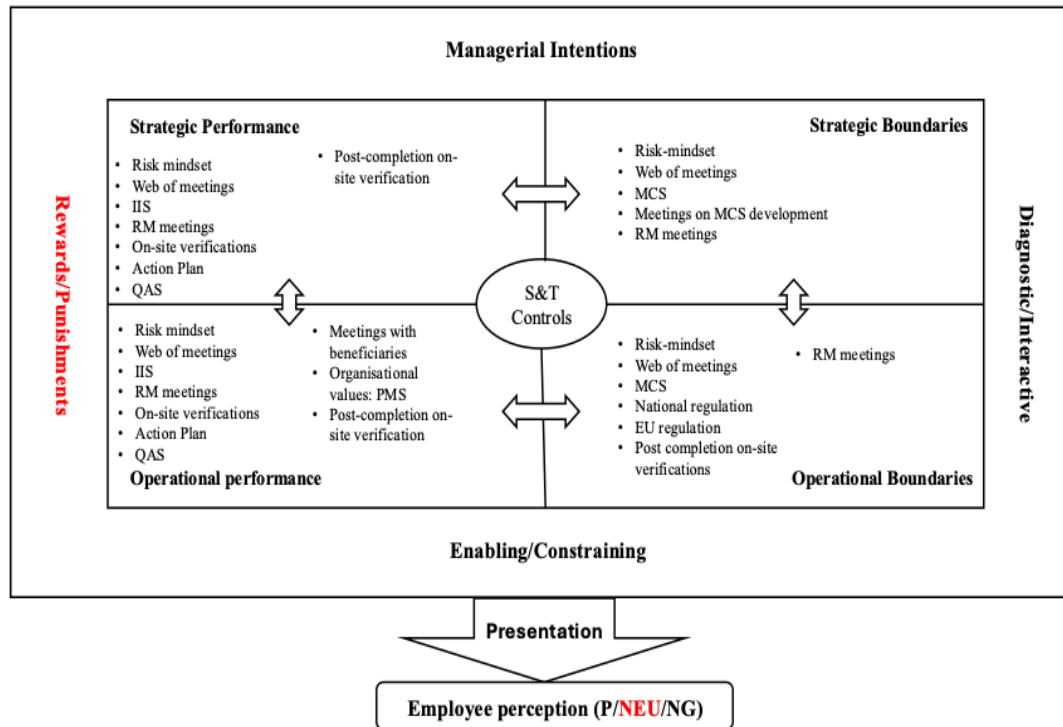 Managerial Intentions
Rewards/Punishments
Strategic Performance
• Risk mindset
• Web of meetings
• IIS
• RM meetings
• On-site verifications
• Action Plan
• QAS
• Post-completion on-
site verification
Strategic Boundaries
• Risk-mindset
• Web of meetings
• MCS
• Meetings on MCS development
• RM meetings
Diagnostic/Interactive
S&T
Controls
• Risk mindset
• Web of meetings
• IIS
• RM meetings
• On-site verifications
• Action Plan
• QAS
• Meetings with
beneficiaries
• Organisational
values: PMS
• Post-completion on-
site verification
Operational performance
• Risk-mindset
• Web of meetings
• MCS
• National regulation
• EU regulation
• Post completion on-site
verifications
• RM meetings
Operational Boundaries
Enabling/Constraining
Presentation
Employee perception (P/NEU/NG)